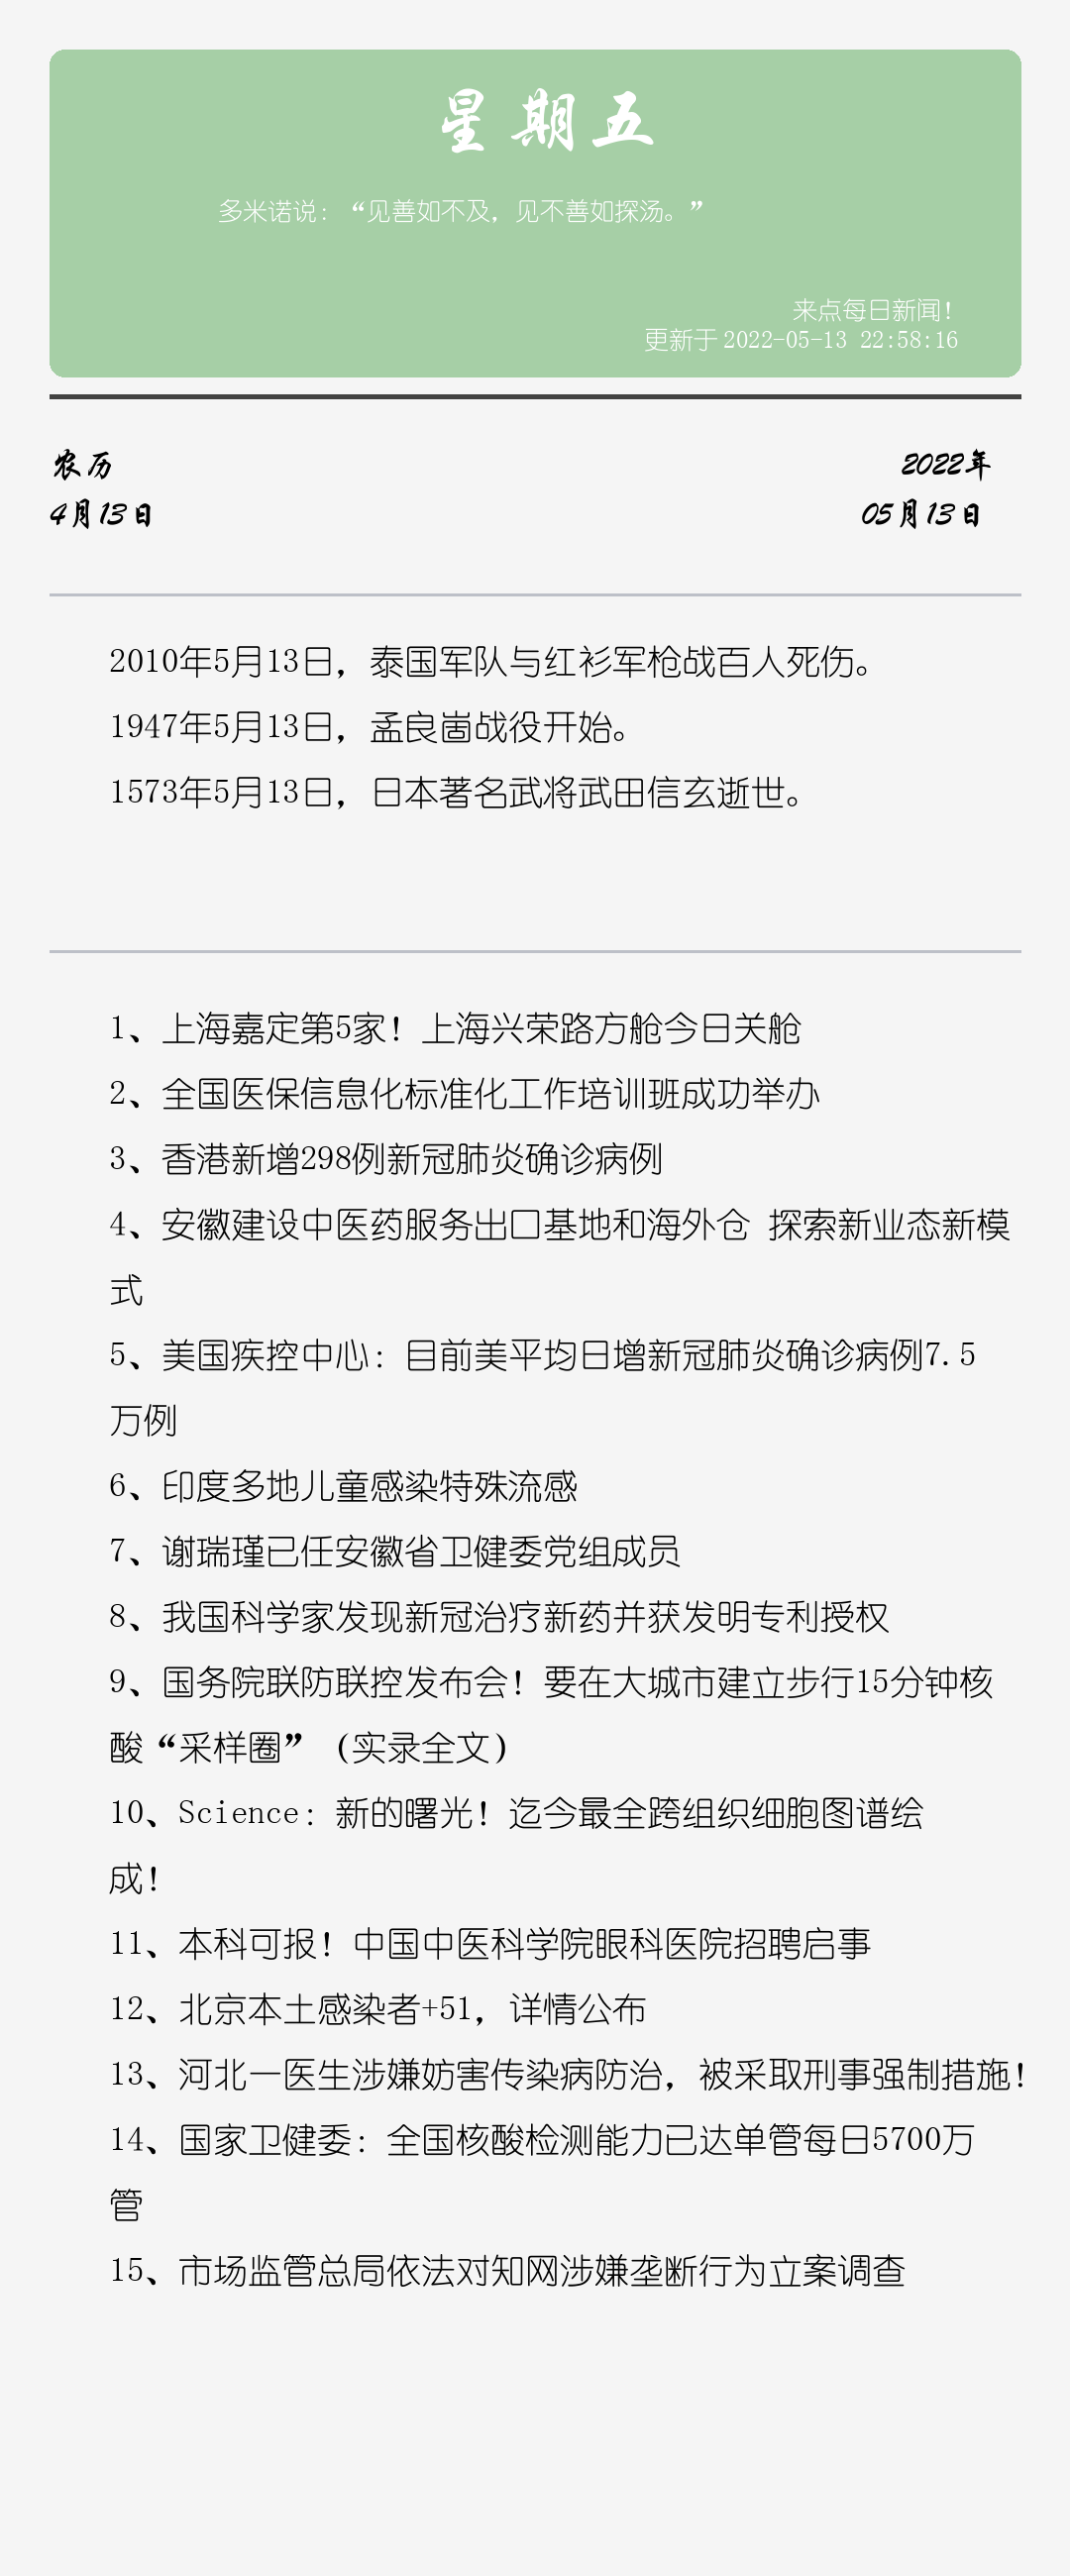 星期五
多米诺说：“见善如不及，见不善如探汤。”
来点每日新闻！
更新于 2022-05-13 22:58:16
农历
2022年
4月13日
05月13日
2010年5月13日，泰国军队与红衫军枪战百人死伤。
1947年5月13日，孟良崮战役开始。
1573年5月13日，日本著名武将武田信玄逝世。
1、上海嘉定第5家！上海兴荣路方舱今日关舱
2、全国医保信息化标准化工作培训班成功举办
3、香港新增298例新冠肺炎确诊病例
4、安徽建设中医药服务出口基地和海外仓 探索新业态新模
式
5、美国疾控中心：目前美平均日增新冠肺炎确诊病例7.5
万例
6、印度多地儿童感染特殊流感
7、谢瑞瑾已任安徽省卫健委党组成员
8、我国科学家发现新冠治疗新药并获发明专利授权
9、国务院联防联控发布会！要在大城市建立步行15分钟核
酸“采样圈”（实录全文）
10、Science：新的曙光！迄今最全跨组织细胞图谱绘
成！
11、本科可报！中国中医科学院眼科医院招聘启事
12、北京本土感染者+51，详情公布
13、河北一医生涉嫌妨害传染病防治，被采取刑事强制措施！
14、国家卫健委：全国核酸检测能力已达单管每日5700万
管
15、市场监管总局依法对知网涉嫌垄断行为立案调查